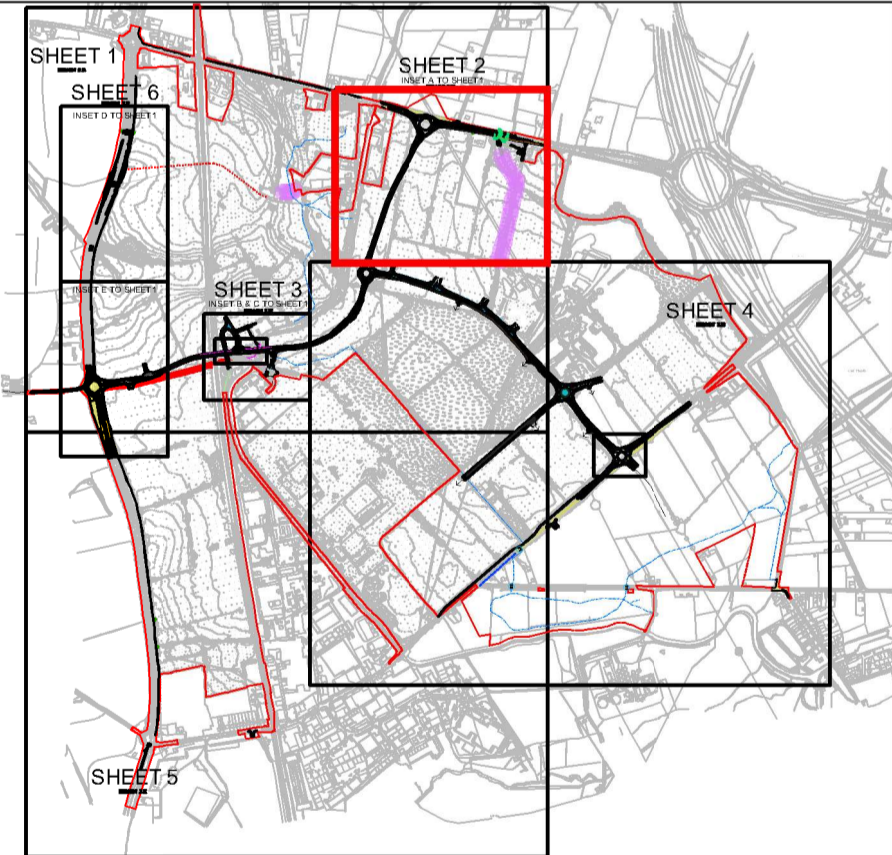 SHEET 1
SHEET 2
INSET A TO SHEET 1
SHEET 6
INSET D TO SHEET 1
INSET E TO SHEET 1
SHEET 3
INSET B & C TO SHEET 1
SHEET 4
SHEET 5